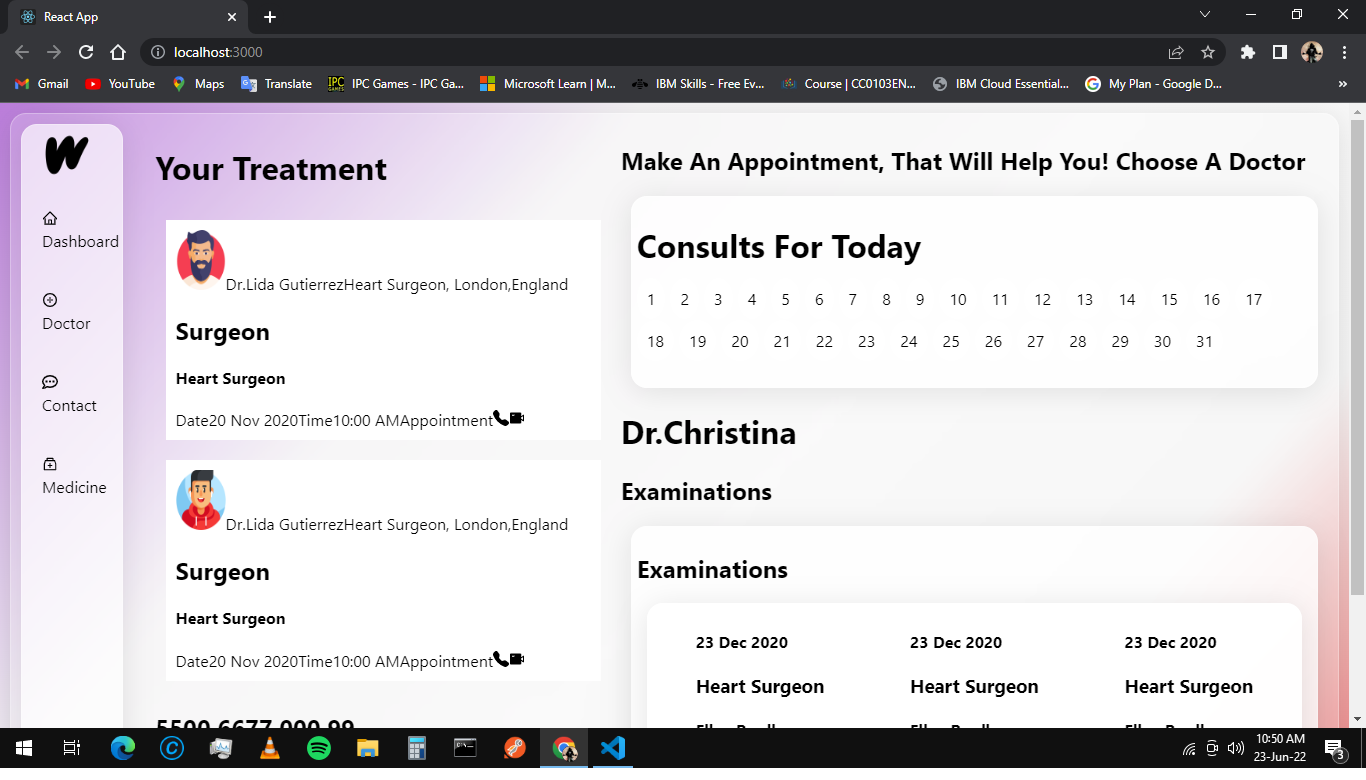 React App
localhost:3000
Gmail YouTube Maps Translate IPC Games - IPC Ga... Microsoft Learn | M... IBM Skills - Free Ev... Course | CC0103EN... IBM Cloud Essential... My Plan - Google D... »
W
Dashboard
Doctor
Contact
Medicine
Your Treatment
Dr.Lida GutierrezHeart Surgeon, London,England
Surgeon
Heart Surgeon
Date20 Nov 2020Time10:00 AMAppointment
Dr.Lida GutierrezHeart Surgeon, London,England
Surgeon
Heart Surgeon
Date20 Nov 2020Time10:00 AMAppointment
Make An Appointment, That Will Help You! Choose A Doctor
Consults For Today
1 2 3 4 5 6 7 8 9 10 11 12 13 14 15 16 17
18 19 20 21 22 23 24 25 26 27 28 29 30 31
Dr.Christina
Examinations
Examinations
23 Dec 2020 23 Dec 2020 23 Dec 2020
Heart Surgeon Heart Surgeon Heart Surgeon
10:50 AM
23-Jun-22
3